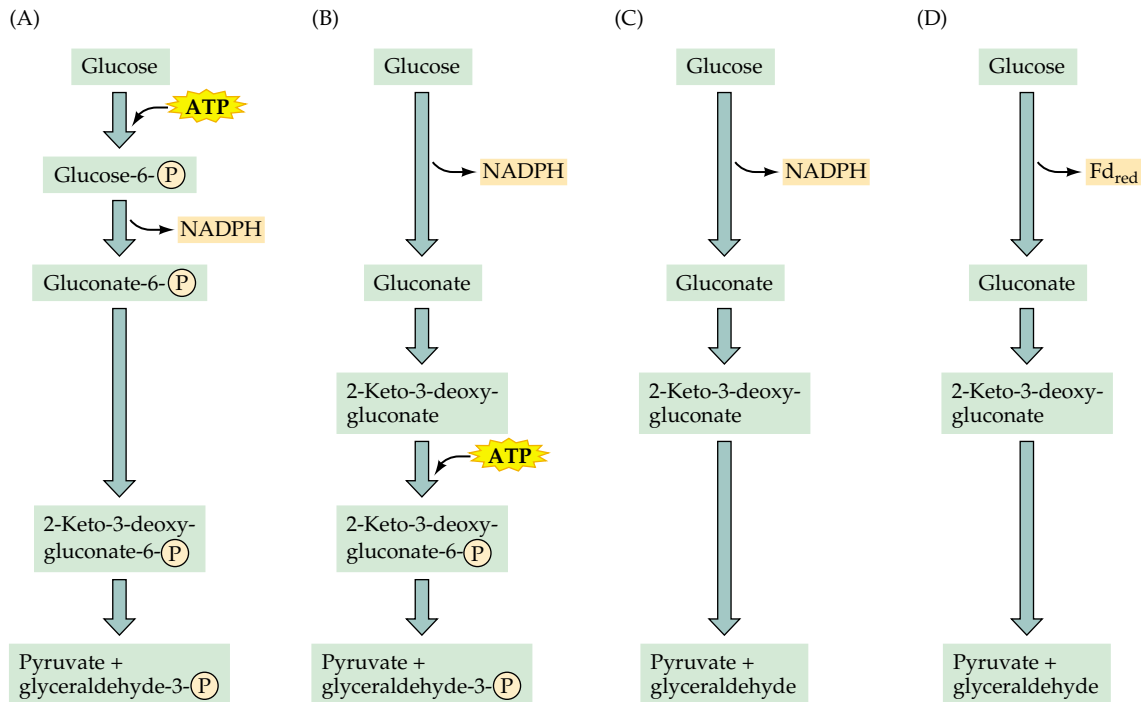 (A)
Glucose
ATP
Glucose-6-P
NADPH
Gluconate-6-P
2-Keto-3-deoxy-
gluconate-6-P
Pyruvate +
glyceraldehyde-3-P
(B)
Glucose
NADPH
Gluconate
2-Keto-3-deoxy-
gluconate
ATP
2-Keto-3-deoxy-
gluconate-6-P
Pyruvate +
glyceraldehyde-3-P
(C)
Glucose
NADPH
Gluconate
2-Keto-3-deoxy-
gluconate
Pyruvate +
glyceraldehyde
(D)
Glucose
Fdred
Gluconate
2-Keto-3-deoxy-
gluconate
Pyruvate +
glyceraldehyde